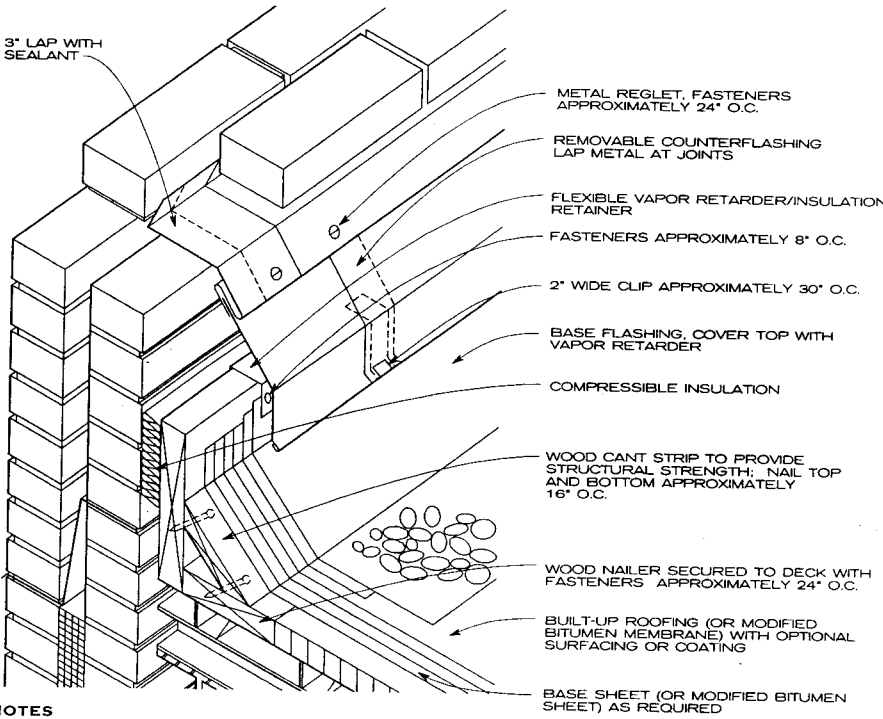 3" LAP WITH
SEALANT
METAL REGLET, FASTENERS
APPROXIMATELY 24" O.C.
REMOVABLE COUNTERFLASHING
LAP METAL AT JOINTS
FLEXIBLE VAPOR RETARDER/INSULATION
RETAINER
FASTENERS APPROXIMATELY 8" O.C.
2" WIDE CLIP APPROXIMATELY 30" O.C.
BASE FLASHING, COVER TOP WITH
VAPOR RETARDER
COMPRESSIBLE INSULATION
WOOD CANT STRIP TO PROVIDE
STRUCTURAL STRENGTH; NAIL TOP
AND BOTTOM APPROXIMATELY
16" O.C.
WOOD NAILER SECURED TO DECK WITH
FASTENERS APPROXIMATELY 24" O.C.
BUILT-UP ROOFING (OR MODIFIED
BITUMEN MEMBRANE) WITH OPTIONAL
SURFACING OR COATING
BASE SHEET (OR MODIFIED BITUMEN
SHEET) AS REQUIRED
NOTES